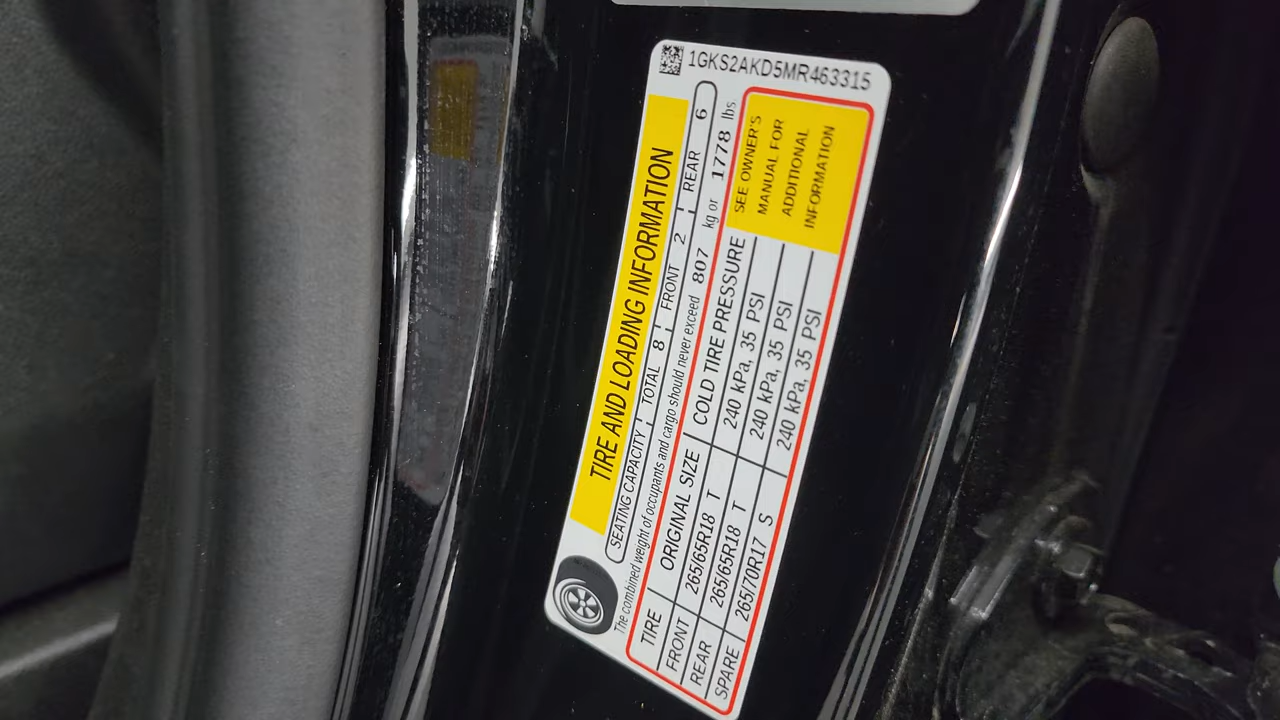 1GKS2AKD5MR463315
TIRE AND LOADING INFORMATION
SEATING CAPACITY TOTAL 8 FRONT 2 REAR 6
The combined weight of occupants and cargo should never exceed 807 kg or 1778 lbs.
TIRE ORIGINAL SIZE COLD TIRE PRESSURE
FRONT 265/65R18 T 240 kPa, 35 PSI
REAR 265/65R18 T 240 kPa, 35 PSI
SPARE 265/70R17 S 240 kPa, 35 PSI
SEE OWNER'S
MANUAL FOR
ADDITIONAL
INFORMATION